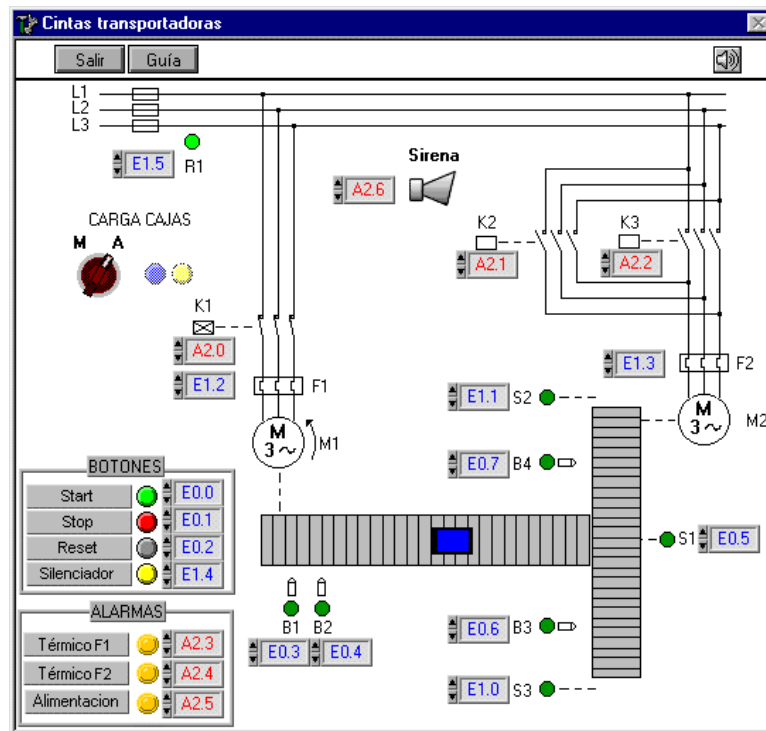 Cintas transportadoras
Salir Guía
L1
L2
L3
E1.5 R1
Sirena
A2.6
CARGA CAJAS
M A
K2 K3
A2.1 A2.2
K1
A2.0
E1.2 F1
E1.3 F2
M 3~ M1
E1.1 S2
M 3~ M2
E0.7 B4
BOTONES
Start E0.0
Stop E0.1
Reset E0.2
Silenciador E1.4
S1 E0.5
ALARMAS
Térmico F1 A2.3
Térmico F2 A2.4
Alimentacion A2.5
B1 B2
E0.3 E0.4
E0.6 B3
E1.0 S3